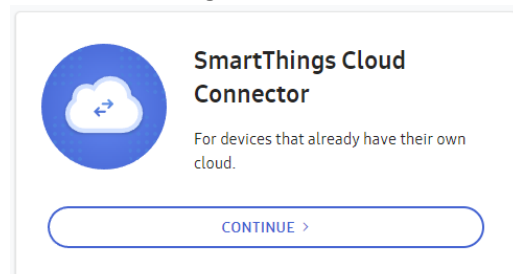 SmartThings Cloud
Connector
For devices that already have their own
cloud.
CONTINUE >